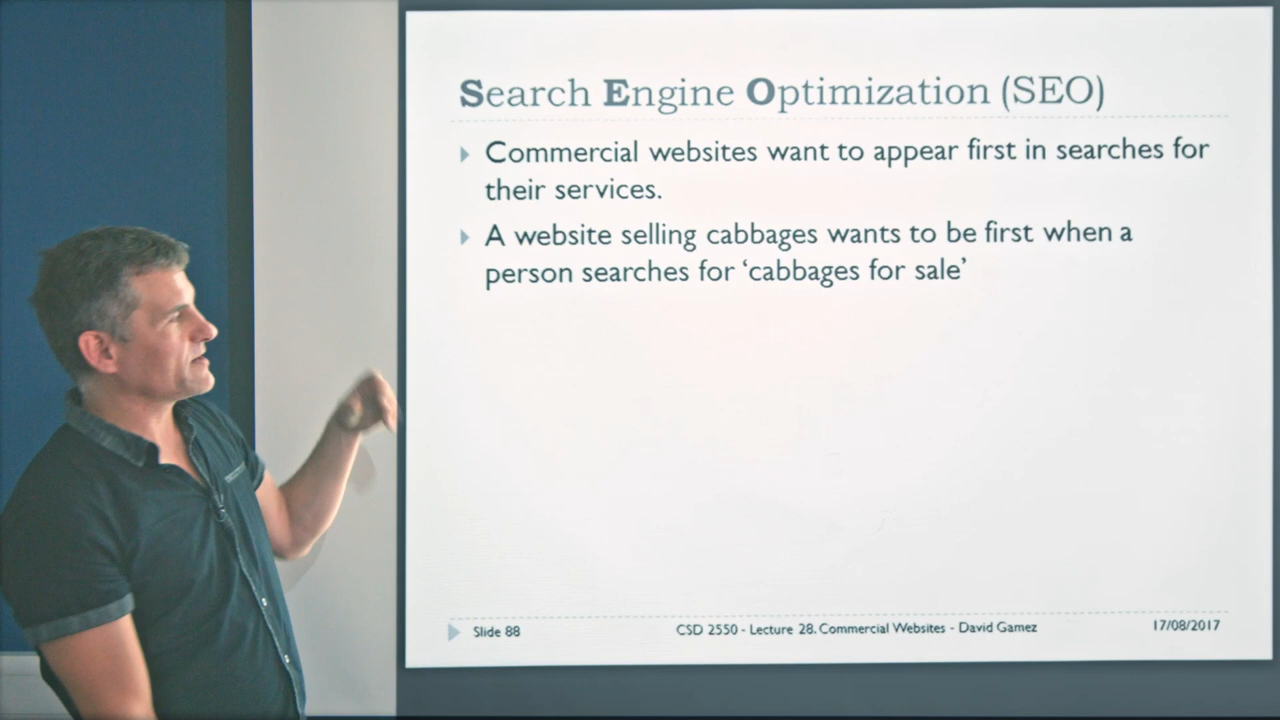 Search Engine Optimization (SEO)
Commercial websites want to appear first in searches for
their services.
A website selling cabbages wants to be first when a
person searches for ‘cabbages for sale’
Slide 88
CSD 2550 - Lecture 28. Commercial Websites - David Gamez
17/08/2017